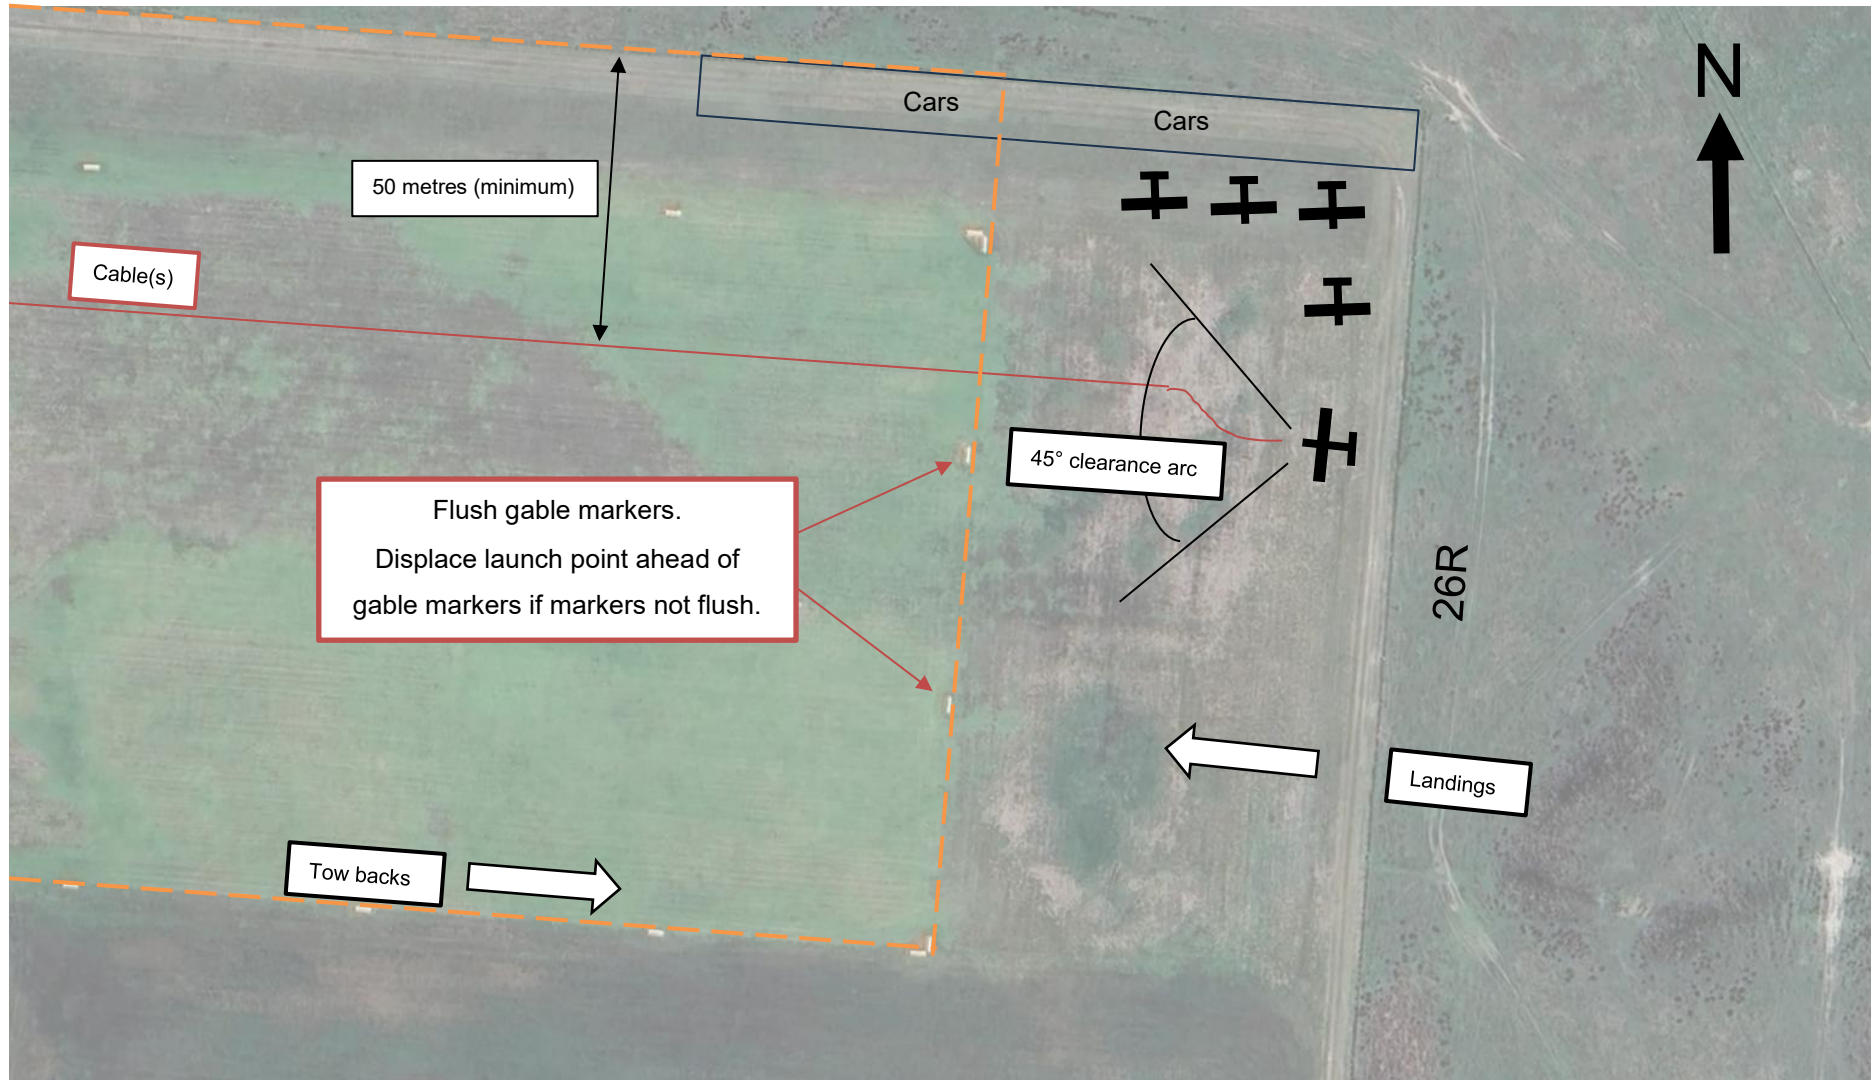 N
Cars
Cars
50 metres (minimum)
Cable(s)
45° clearance arc
Flush gable markers.
Displace launch point ahead of
gable markers if markers not flush.
26R
Landings
Tow backs